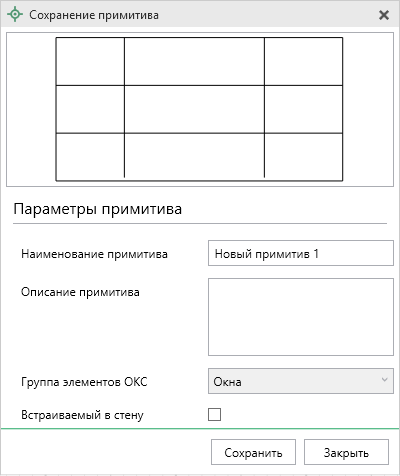 Сохранение примитива
Параметры примитива
Наименование примитива
Новый примитив 1
Описание примитива
Группа элементов ОКС
Окна
Встраиваемый в стену
Сохранить
Закрыть